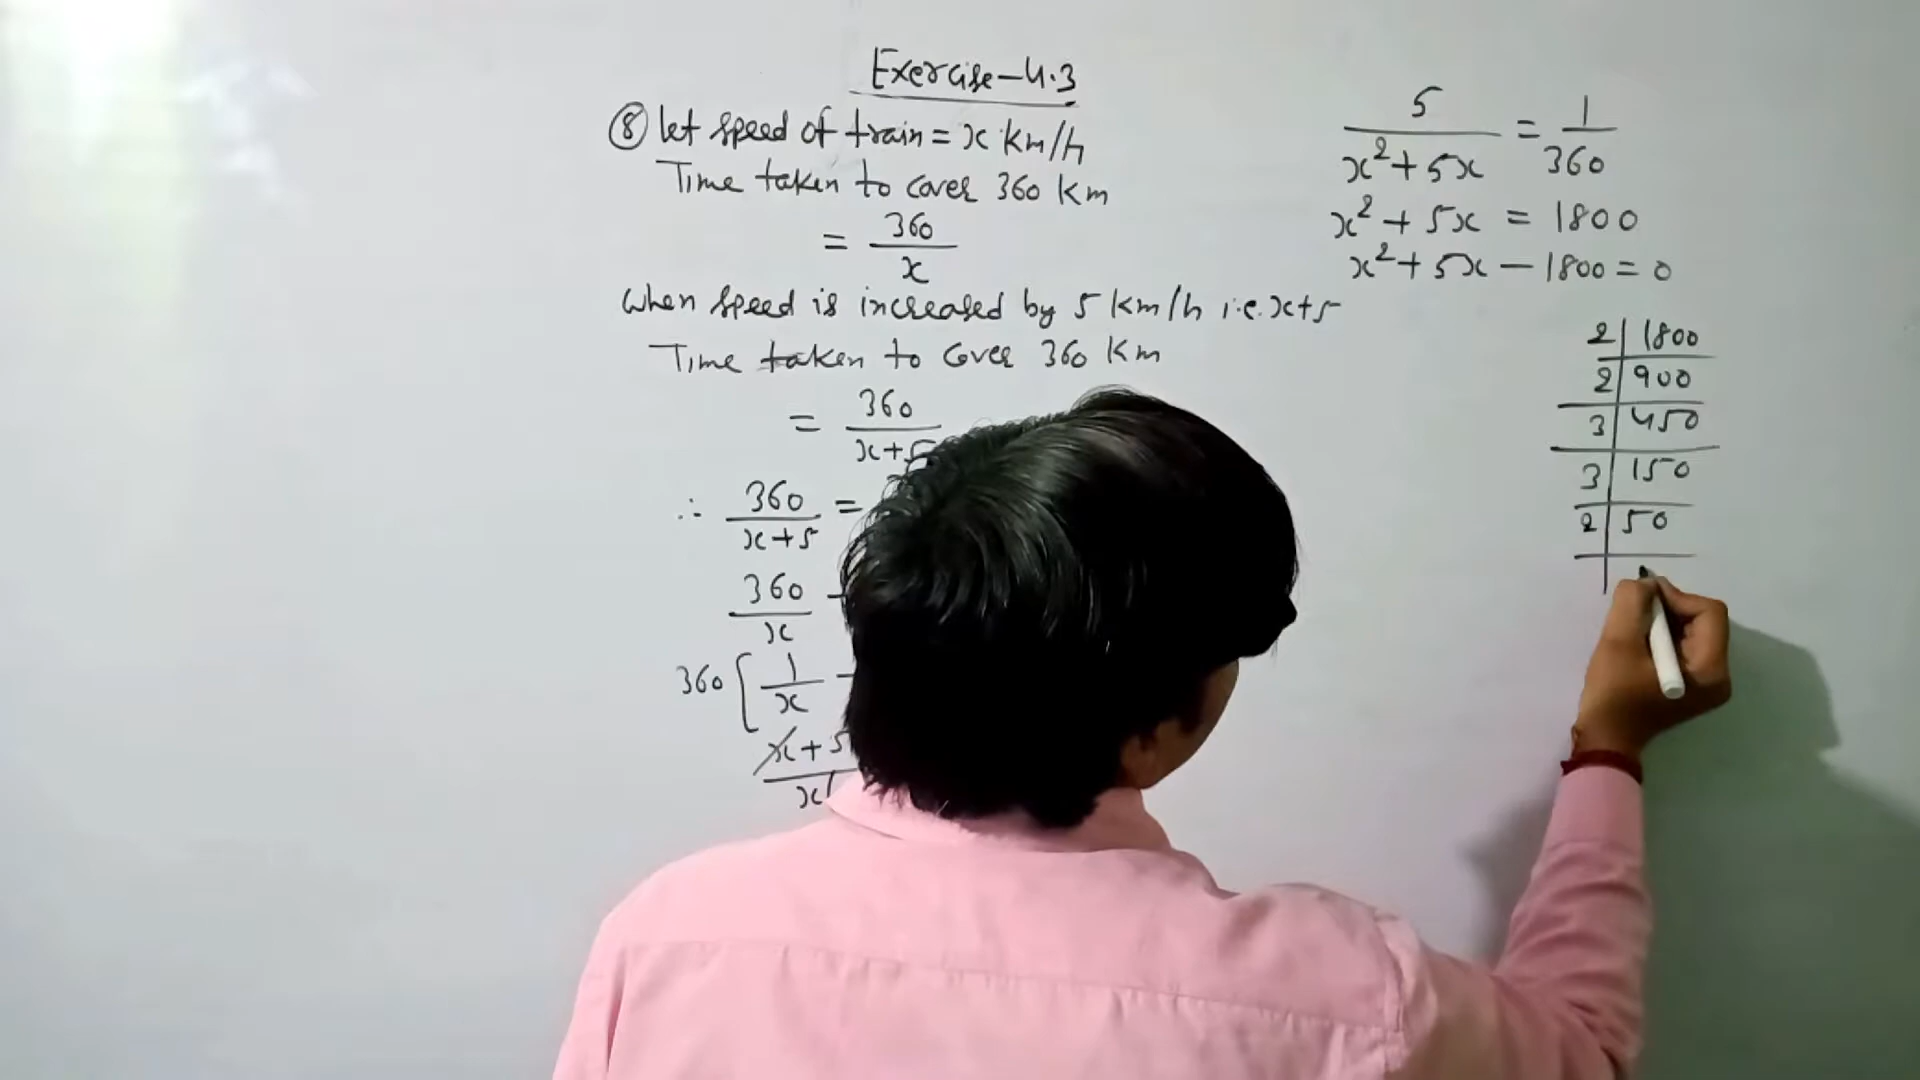 Exercise-4.3
⑧ let speed of train = x km/h
Time taken to cover 360 Km
= 360/x
when speed is increased by 5 km/h i.e. x+5
Time taken to cover 360 Km
= 360/x+5
∴ 360/x+5 =
360/x -
360 [ 1/x -
x + 5
x
5/x²+5x = 1/360
x² + 5x = 1800
x² + 5x - 1800 = 0
2 | 1800
2 | 900
3 | 450
3 | 150
2 | 50